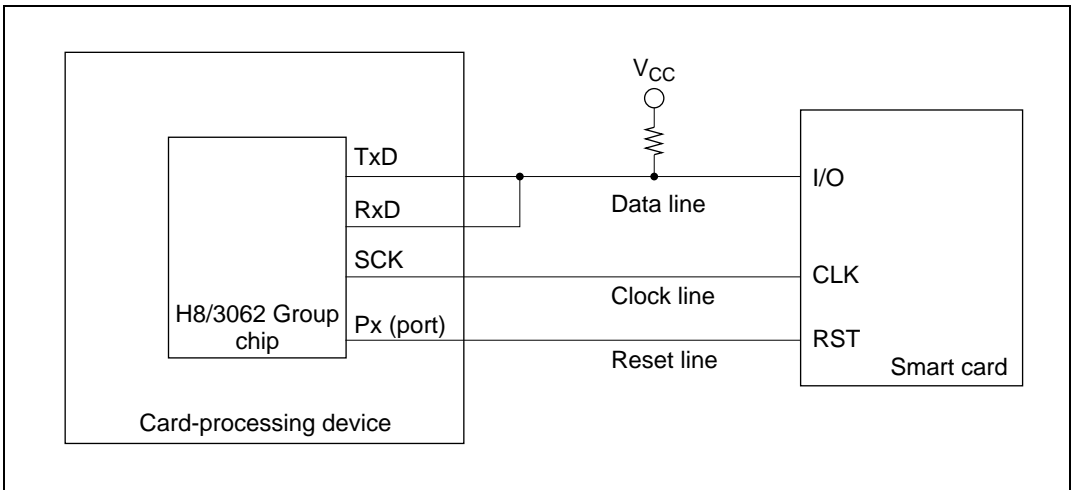 VCC
TxD
I/O
Data line
RxD
SCK
CLK
Clock line
H8/3062 Group
chip
Px (port)
RST
Reset line
Smart card
Card-processing device